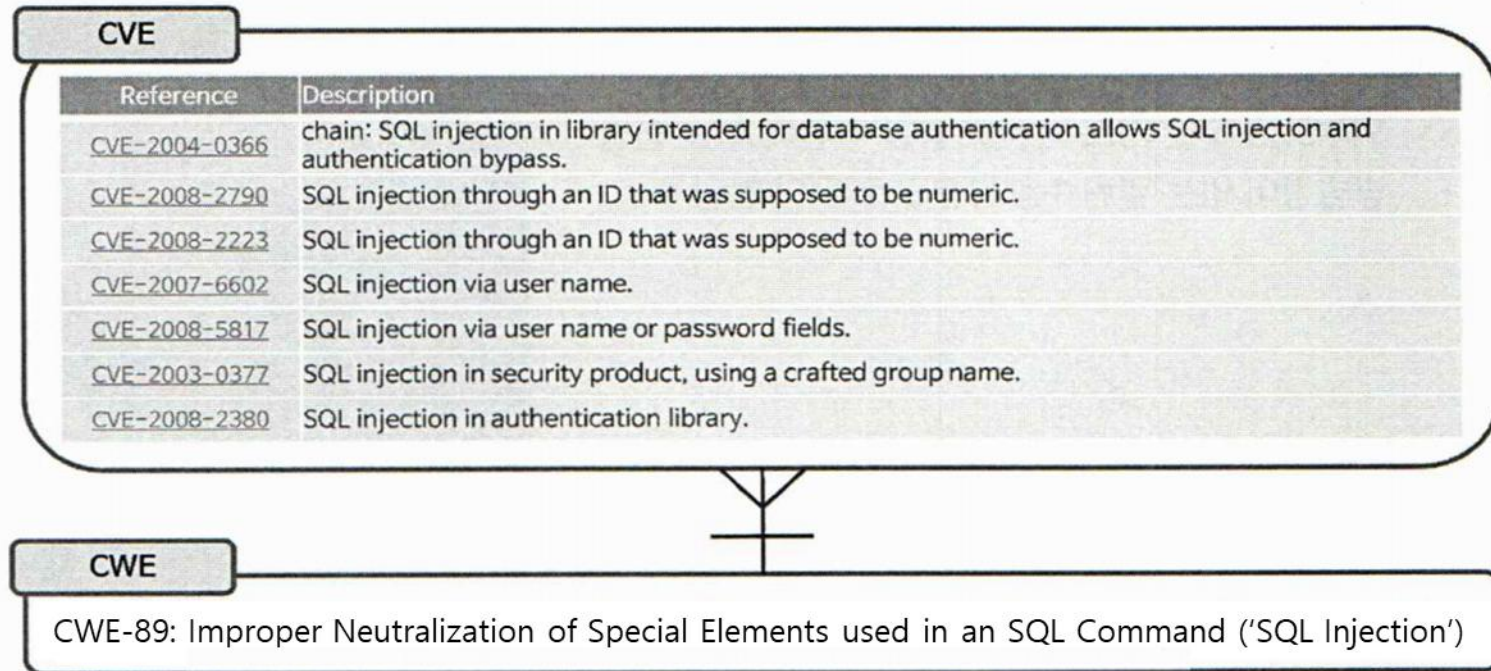 CVE
Reference Description
CVE-2004-0366 chain: SQL injection in library intended for database authentication allows SQL injection and
authentication bypass.
CVE-2008-2790 SQL injection through an ID that was supposed to be numeric.
CVE-2008-2223 SQL injection through an ID that was supposed to be numeric.
CVE-2007-6602 SQL injection via user name.
CVE-2008-5817 SQL injection via user name or password fields.
CVE-2003-0377 SQL injection in security product, using a crafted group name.
CVE-2008-2380 SQL injection in authentication library.
CWE
CWE-89: Improper Neutralization of Special Elements used in an SQL Command ('SQL Injection')